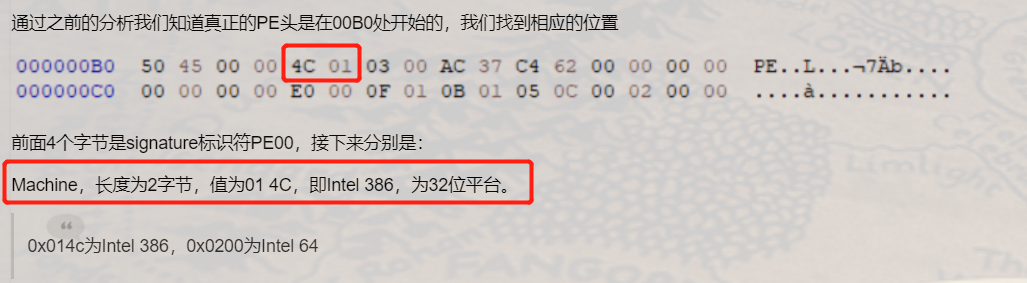 通过之前的分析我们知道真正的PE头是在00B0处开始的，我们找到相应的位置
000000B0 50 45 00 00 4C 01 03 00 AC 37 C4 62 00 00 00 00 PE..L...¬7Äb....
000000C0 00 00 00 00 E0 00 0F 01 0B 01 05 0C 00 02 00 00 ....à...........
前面4个字节是signature标识符PE00，接下来分别是：
Machine，长度为2字节，值为01 4C，即Intel 386，为32位平台。
“
0x014c为Intel 386，0x0200为Intel 64
FANGO